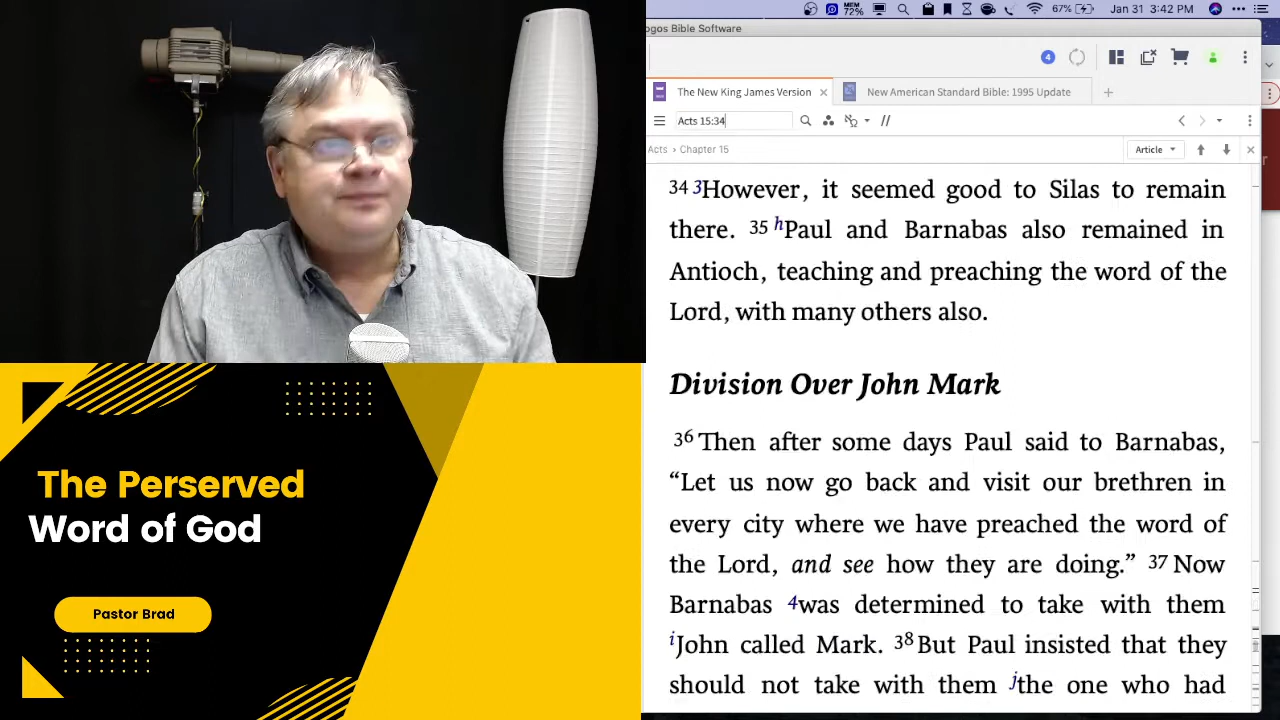 MEM 72%
67%
Jan 31 3:42 PM
ogos Bible Software
4
The New King James Version
New American Standard Bible: 1995 Update
Acts 15:34
Acts › Chapter 15
Article
34 3However, it seemed good to Silas to remain
there. 35 hPaul and Barnabas also remained in
Antioch, teaching and preaching the word of the
Lord, with many others also.
Division Over John Mark
36 Then after some days Paul said to Barnabas,
“Let us now go back and visit our brethren in
every city where we have preached the word of
the Lord, and see how they are doing.” 37 Now
Barnabas 4was determined to take with them
iJohn called Mark. 38 But Paul insisted that they
should not take with them jthe one who had
The Perserved
Word of God
Pastor Brad